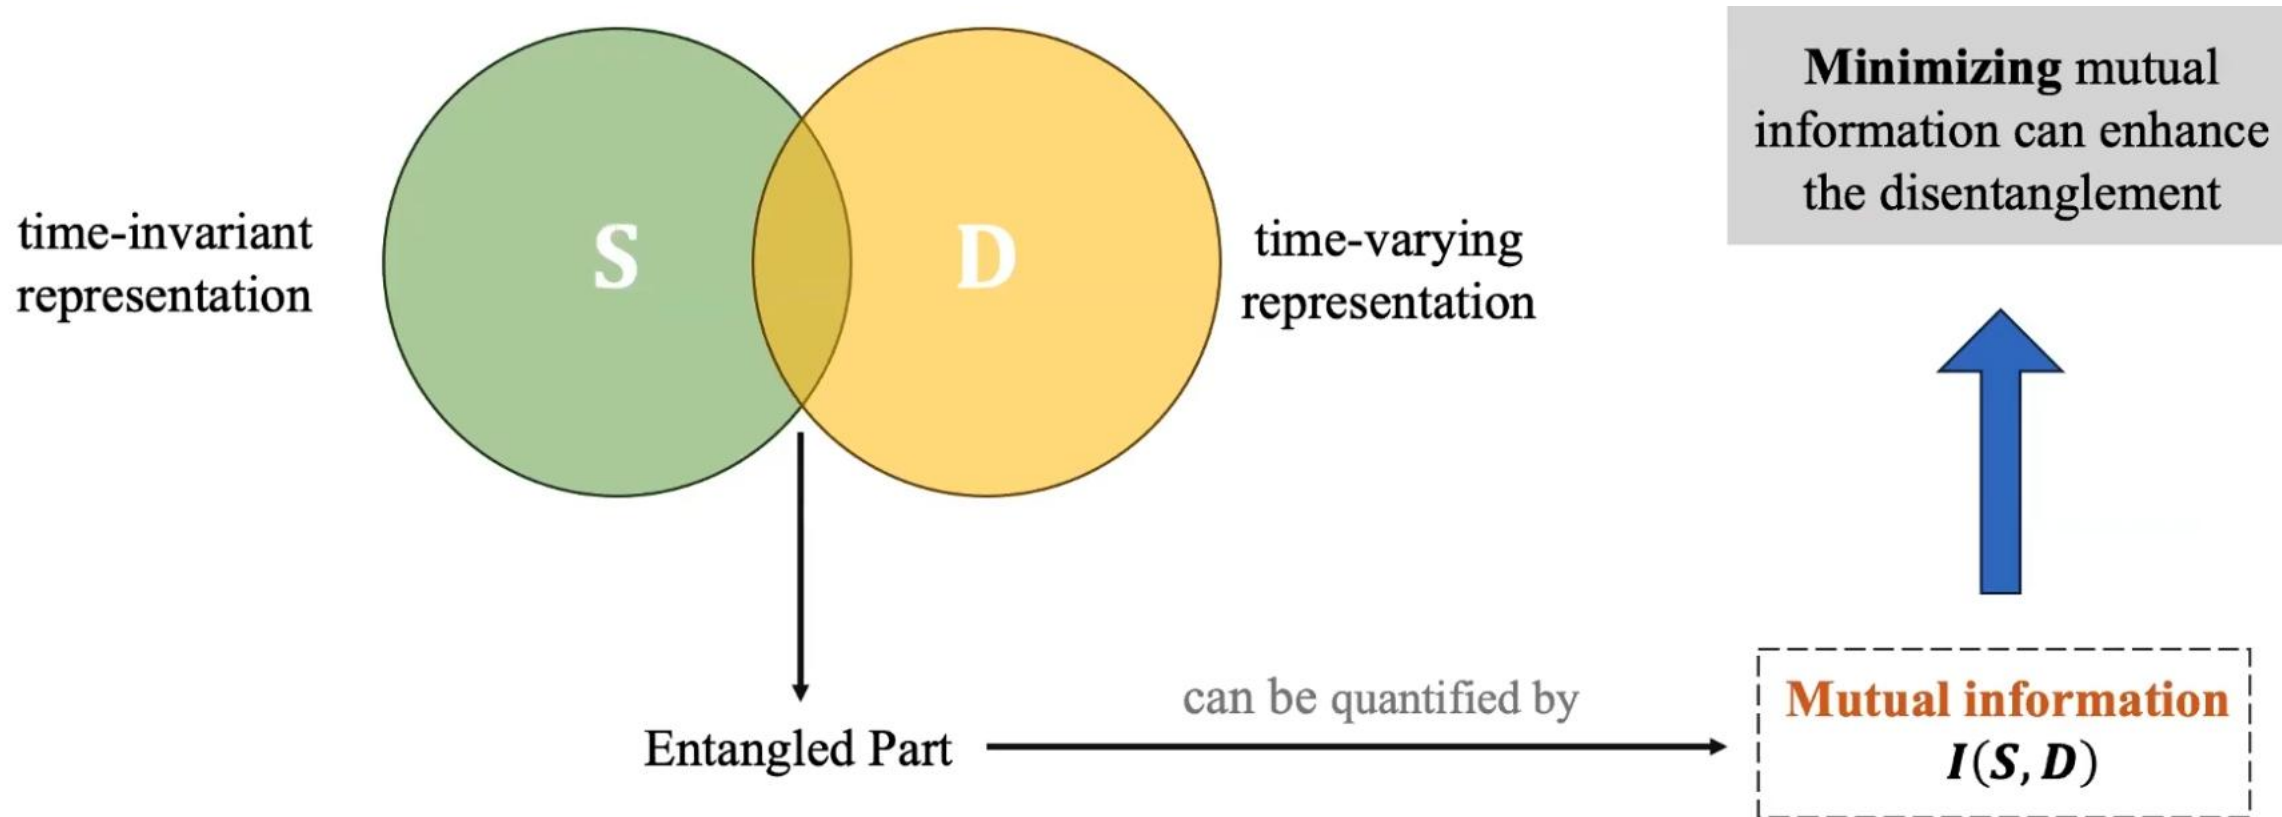 time-invariant
representation
S
D
time-varying
representation
Minimizing mutual
information can enhance
the disentanglement
Entangled Part
can be quantified by
Mutual information
I(S, D)